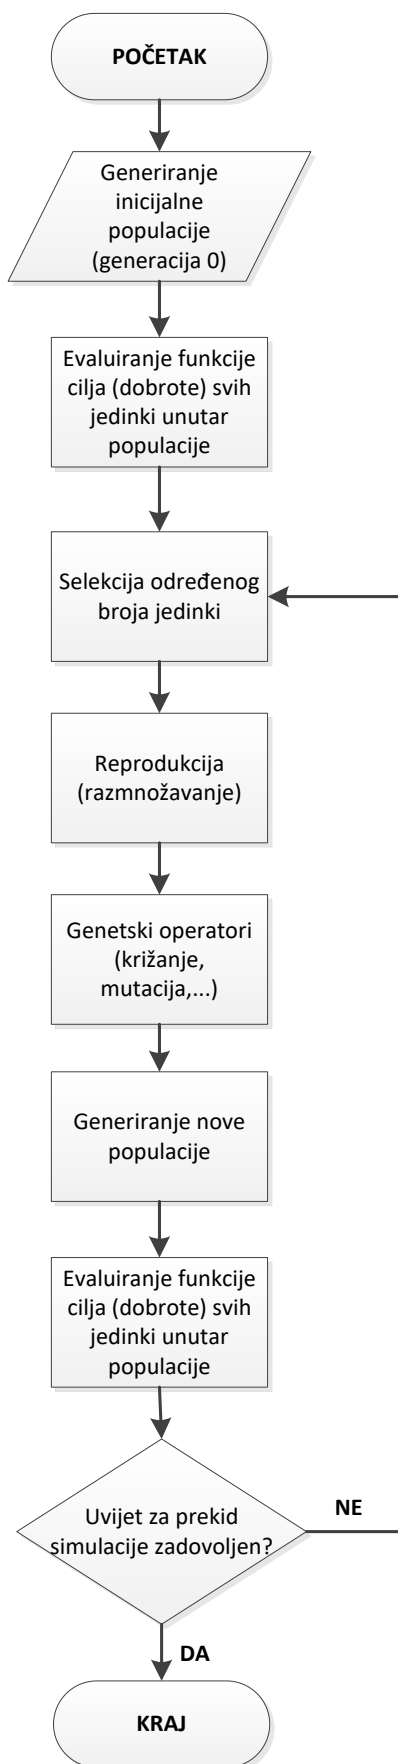 POČETAK
Generiranje
inicijalne
populacije
(generacija 0)
Evaluiranje funkcije
cilja (dobrote) svih
jedinki unutar
populacije
Selekcija određenog
broja jedinki
Reprodukcija
(razmnožavanje)
Genetski operatori
(križanje,
mutacija,...)
Generiranje nove
populacije
Evaluiranje funkcije
cilja (dobrote) svih
jedinki unutar
populacije
Uvijet za prekid
simulacije zadovoljen?
NE
DA
KRAJ